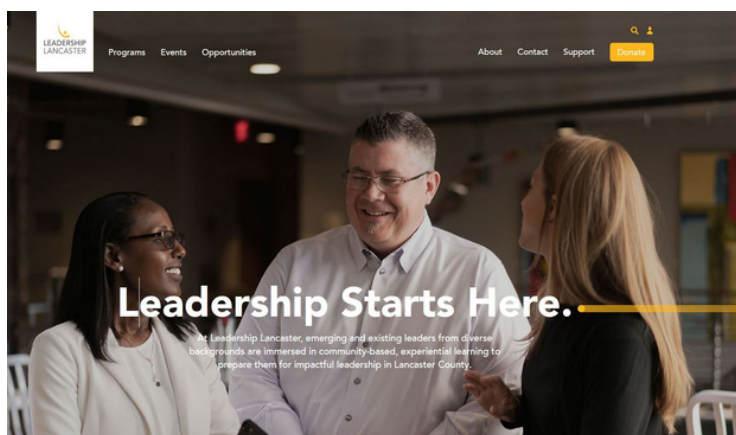 LEADERSHIP
LANCASTER
Programs Events Opportunities
About Contact Support Donate
Leadership Starts Here.
At Leadership Lancaster, emerging and existing leaders from diverse
backgrounds are immersed in community-based, experiential learning to
prepare them for impactful leadership in Lancaster County.